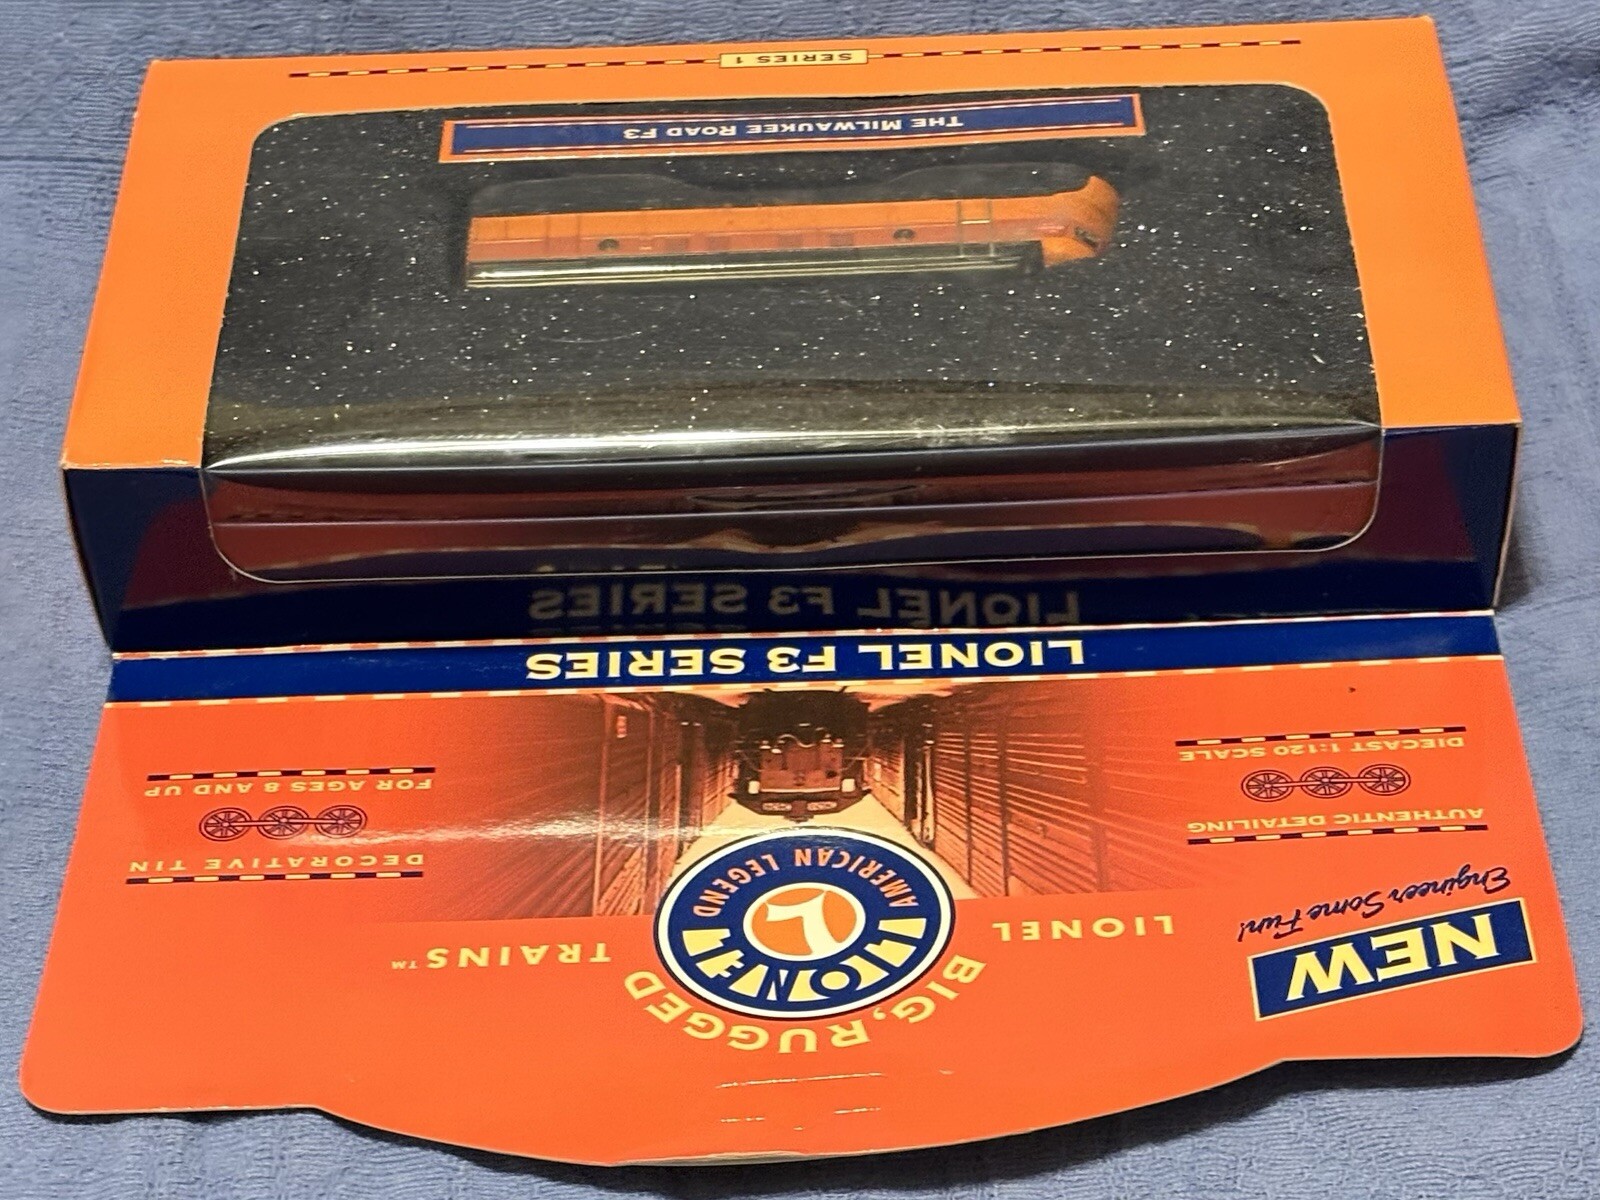 BIG, RUGGED
LIONEL TRAINS™
LIONEL
AMERICAN LEGEND
L
NEW
Engineer Some Fun!
AUTHENTIC DETAILING
DIECAST 1:120 SCALE
DECORATIVE TIN
FOR AGES 8 AND UP
LIONEL F3 SERIES
LIONEL F3 SERIES
THE MILWAUKEE ROAD F3
SERIES 1